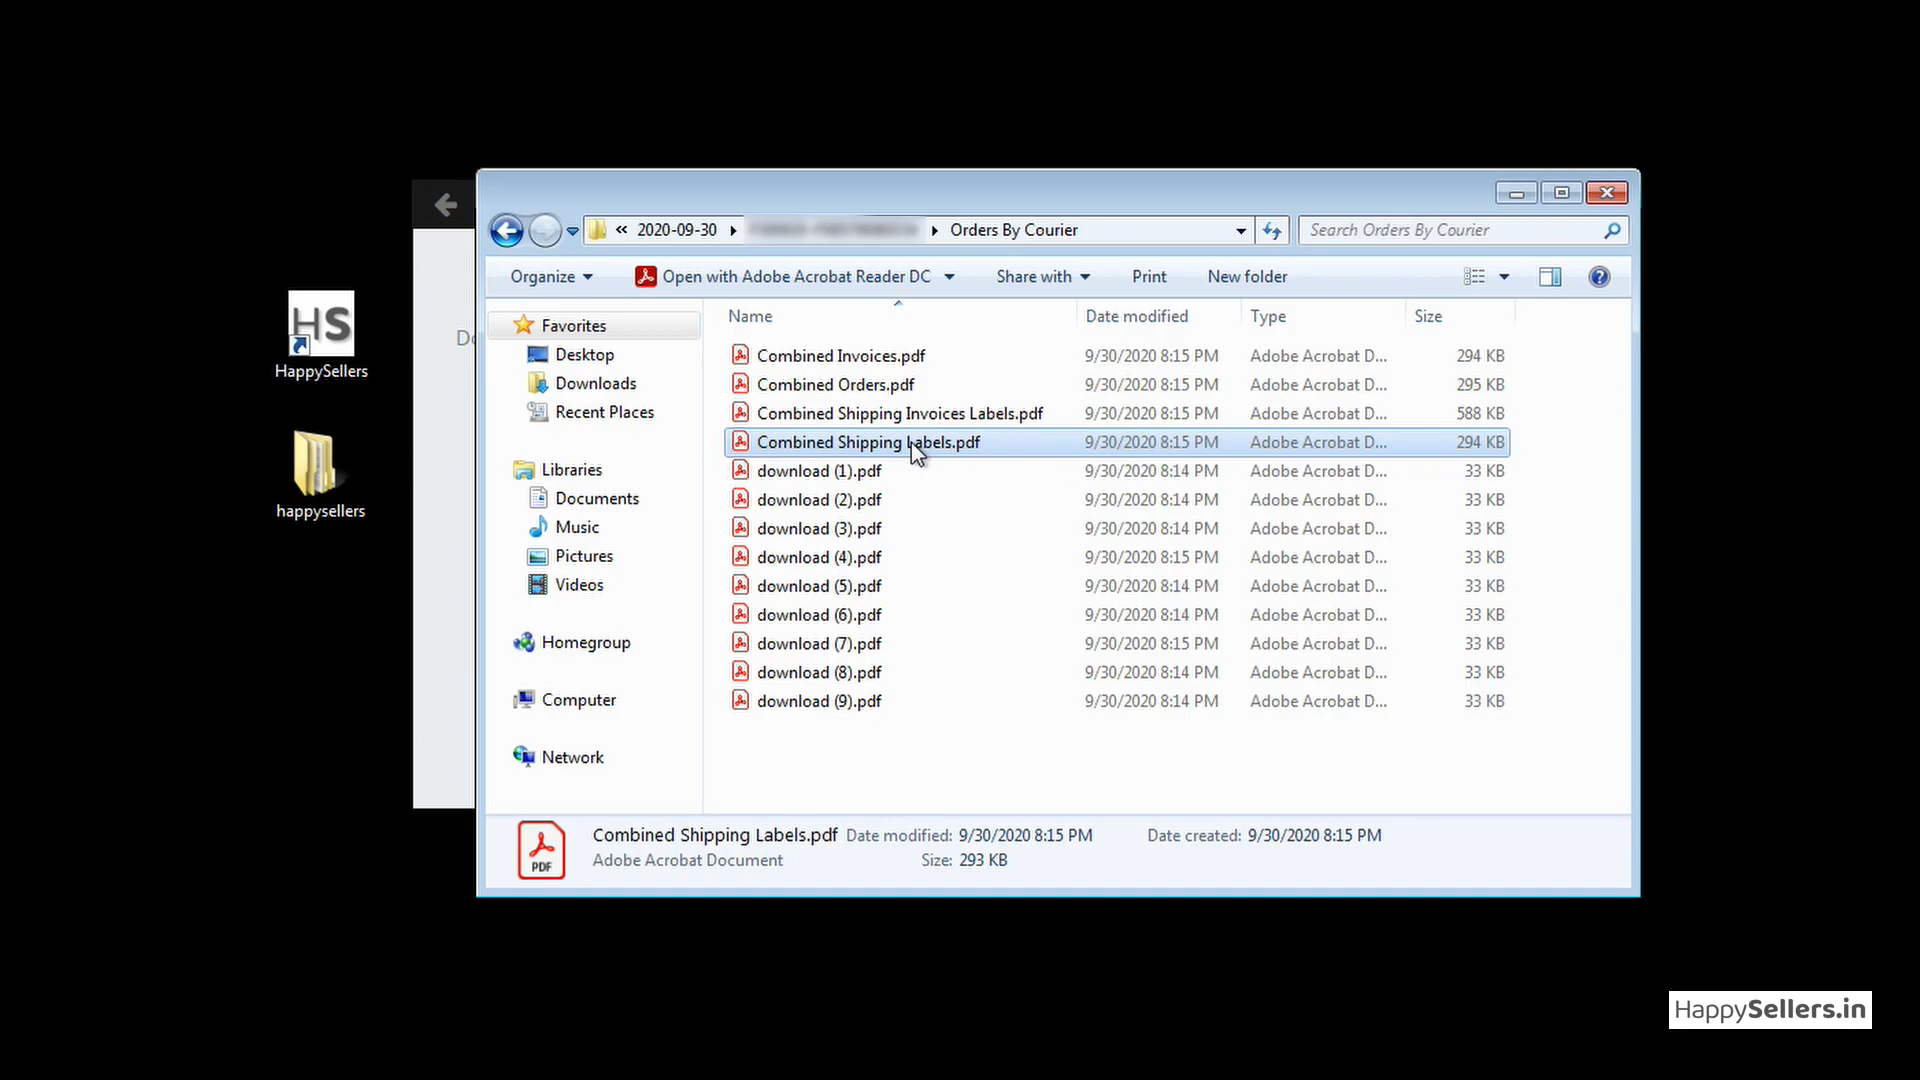 2020-09-30
Orders By Courier
Search Orders By Courier
Organize
Open with Adobe Acrobat Reader DC
Share with
Print
New folder
HS
HappySellers
happysellers
Do
Favorites
Desktop
Downloads
Recent Places
Libraries
Documents
Music
Pictures
Videos
Homegroup
Computer
Network
Name Date modified Type Size
Combined Invoices.pdf 9/30/2020 8:15 PM Adobe Acrobat D... 294 KB
Combined Orders.pdf 9/30/2020 8:15 PM Adobe Acrobat D... 295 KB
Combined Shipping Invoices Labels.pdf 9/30/2020 8:15 PM Adobe Acrobat D... 588 KB
Combined Shipping Labels.pdf 9/30/2020 8:15 PM Adobe Acrobat D... 294 KB
download (1).pdf 9/30/2020 8:14 PM Adobe Acrobat D... 33 KB
download (2).pdf 9/30/2020 8:14 PM Adobe Acrobat D... 33 KB
download (3).pdf 9/30/2020 8:14 PM Adobe Acrobat D... 33 KB
download (4).pdf 9/30/2020 8:15 PM Adobe Acrobat D... 33 KB
download (5).pdf 9/30/2020 8:14 PM Adobe Acrobat D... 33 KB
download (6).pdf 9/30/2020 8:14 PM Adobe Acrobat D... 33 KB
download (7).pdf 9/30/2020 8:15 PM Adobe Acrobat D... 33 KB
download (8).pdf 9/30/2020 8:14 PM Adobe Acrobat D... 33 KB
download (9).pdf 9/30/2020 8:14 PM Adobe Acrobat D... 33 KB
PDF
Combined Shipping Labels.pdf Date modified: 9/30/2020 8:15 PM Date created: 9/30/2020 8:15 PM
Adobe Acrobat Document Size: 293 KB
HappySellers.in